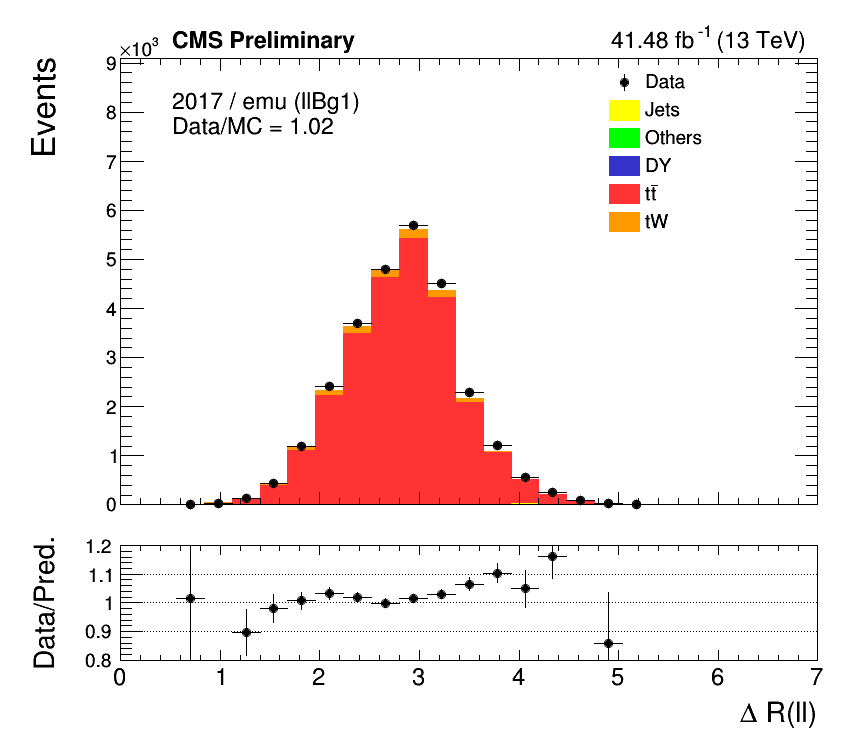 ×10³ CMS Preliminary 41.48 fb⁻¹ (13 TeV)
Events
2017 / emu (llBg1)
Data/MC = 1.02
Data
Jets
Others
DY
tt̄
tW
9
8
7
6
5
4
3
2
1
0
Data/Pred.
1.2
1.1
1
0.9
0.8
0 1 2 3 4 5 6 7
Δ R(ll)